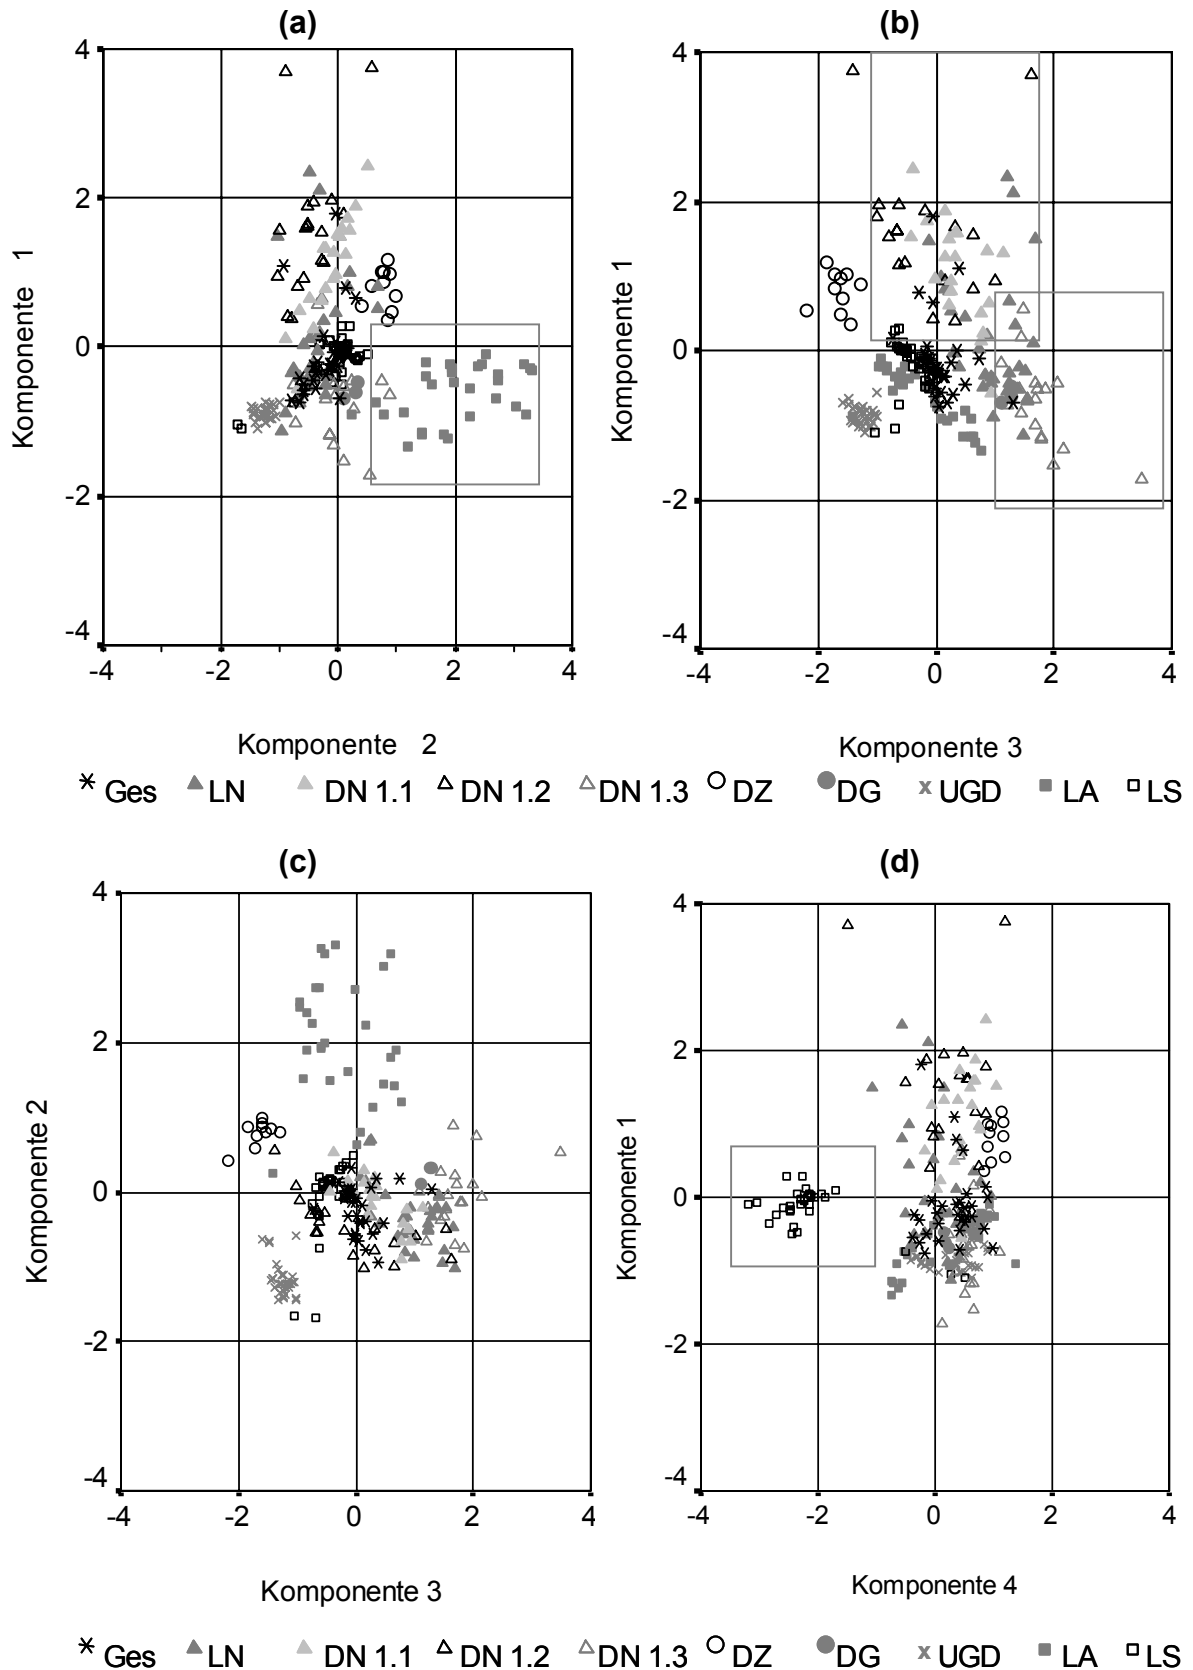 (a) (b)
4 4
2 2
0 0
-2 -2
-4 -4
-4 -2 0 2 4 -4 -2 0 2 4
Komponente 1 Komponente 1
Komponente 2 Komponente 3
Ges LN DN 1.1 DN 1.2 DN 1.3 DZ DG UGD LA LS
(c) (d)
4 4
2 2
0 0
-2 -2
-4 -4
-4 -2 0 2 4 -4 -2 0 2 4
Komponente 2 Komponente 1
Komponente 3 Komponente 4
Ges LN DN 1.1 DN 1.2 DN 1.3 DZ DG UGD LA LS